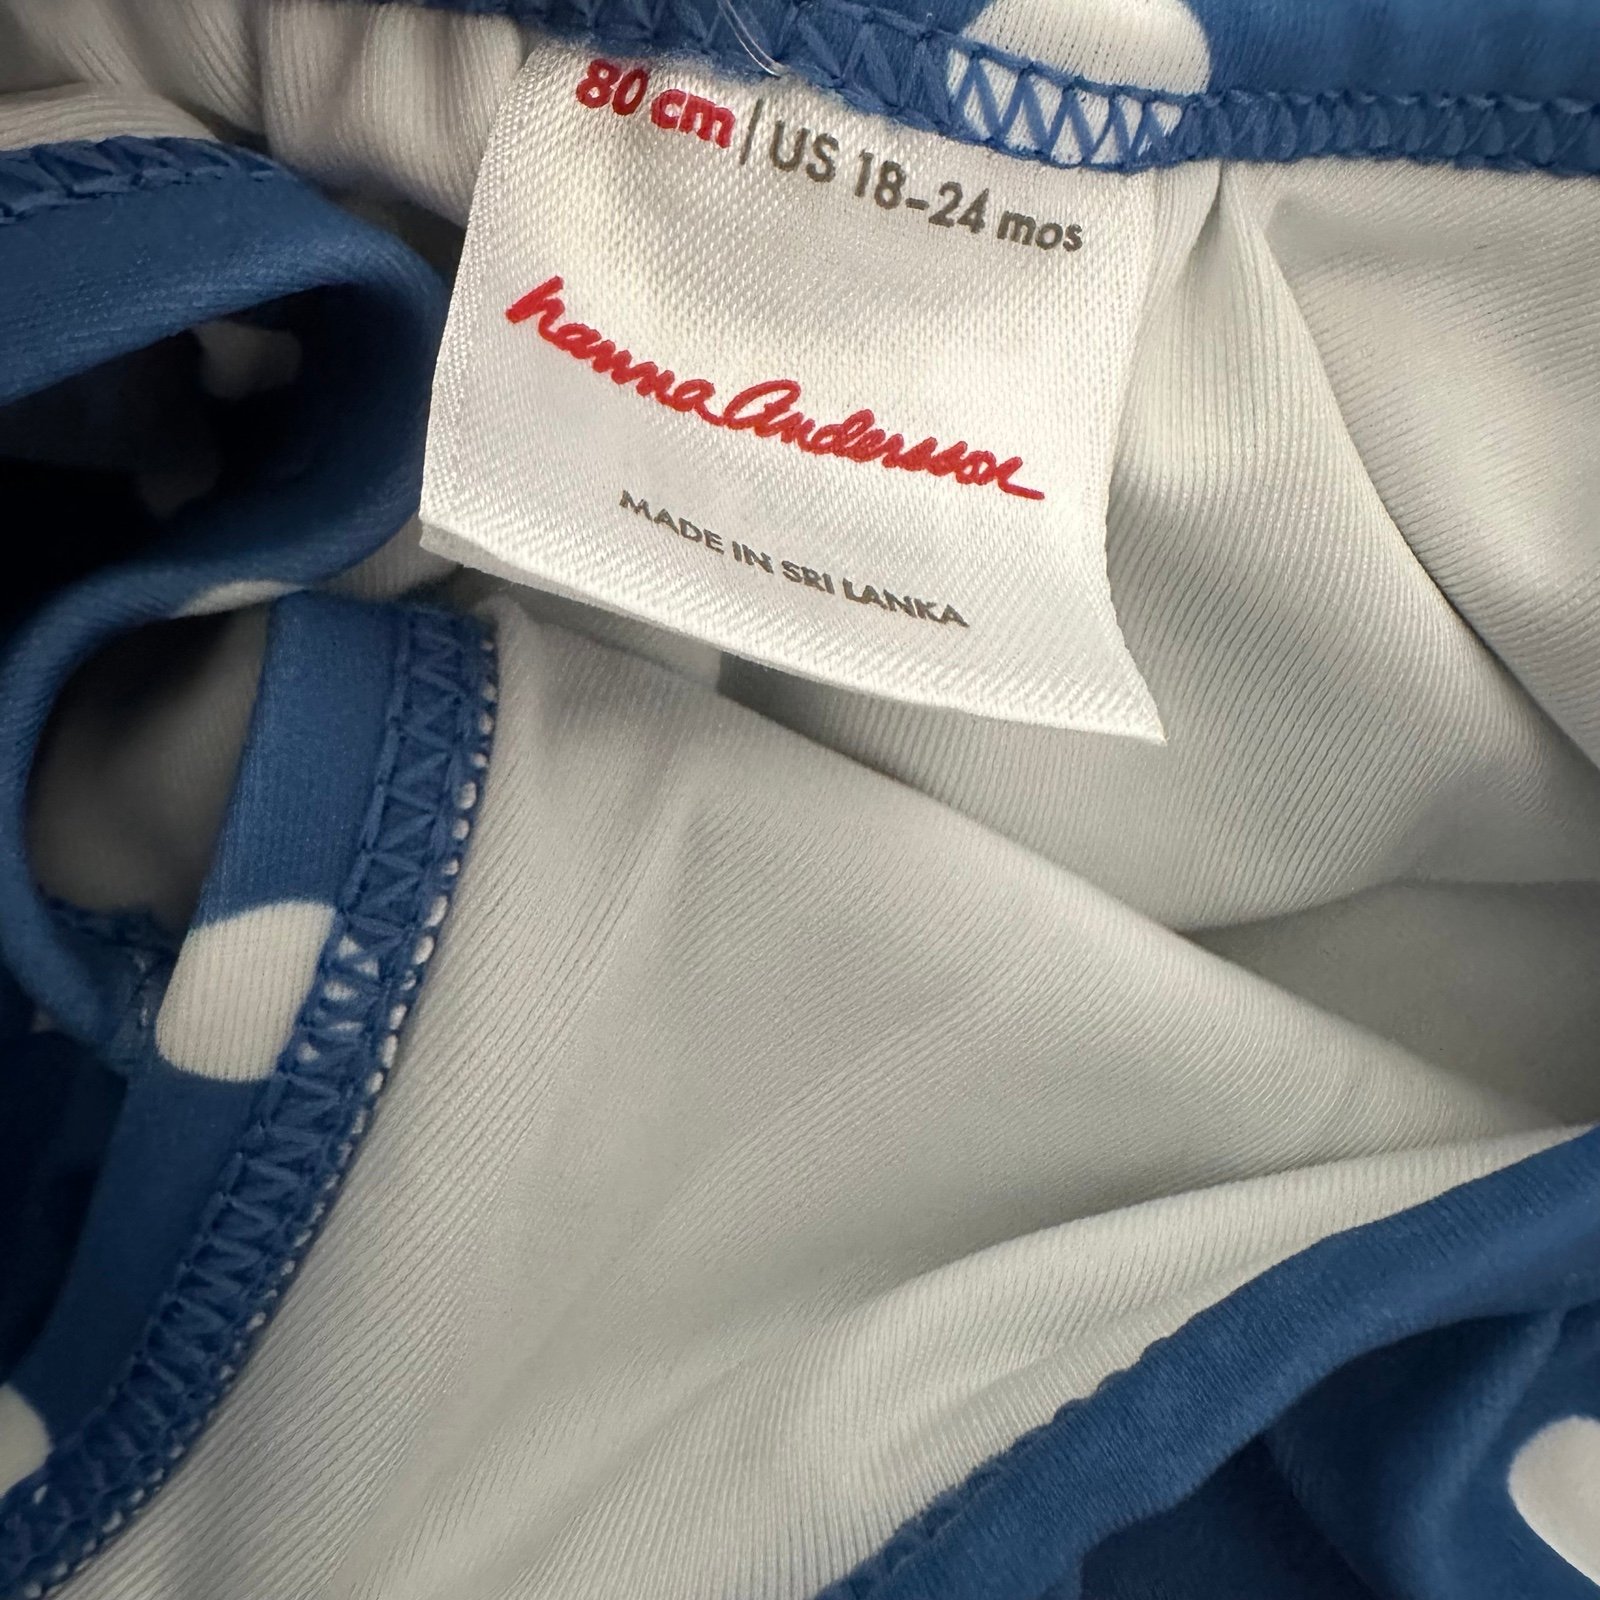 80 cm | US 18-24 mos
hanna Andersson
MADE IN SRI LANKA